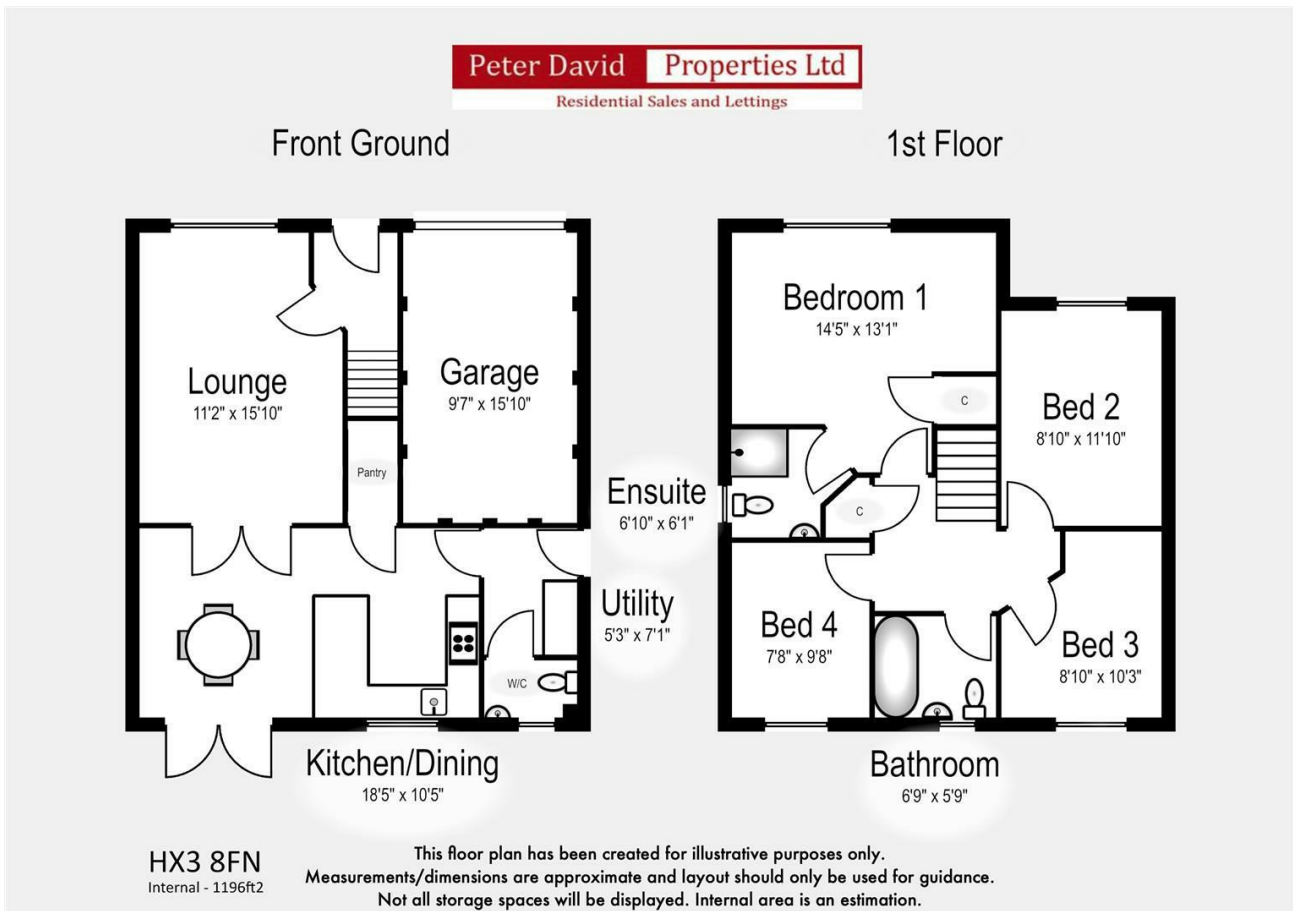 Peter David Properties Ltd
Residential Sales and Lettings
Front Ground
1st Floor
Lounge
11'2" x 15'10"
Garage
9'7" x 15'10"
Pantry
Utility
5'3" x 7'1"
W/C
Kitchen/Dining
18'5" x 10'5"
Bedroom 1
14'5" x 13'1"
C
Bed 2
8'10" x 11'10"
Ensuite
6'10" x 6'1"
C
Bed 4
7'8" x 9'8"
Bed 3
8'10" x 10'3"
Bathroom
6'9" x 5'9"
HX3 8FN
Internal - 1196ft2
This floor plan has been created for illustrative purposes only.
Measurements/dimensions are approximate and layout should only be used for guidance.
Not all storage spaces will be displayed. Internal area is an estimation.